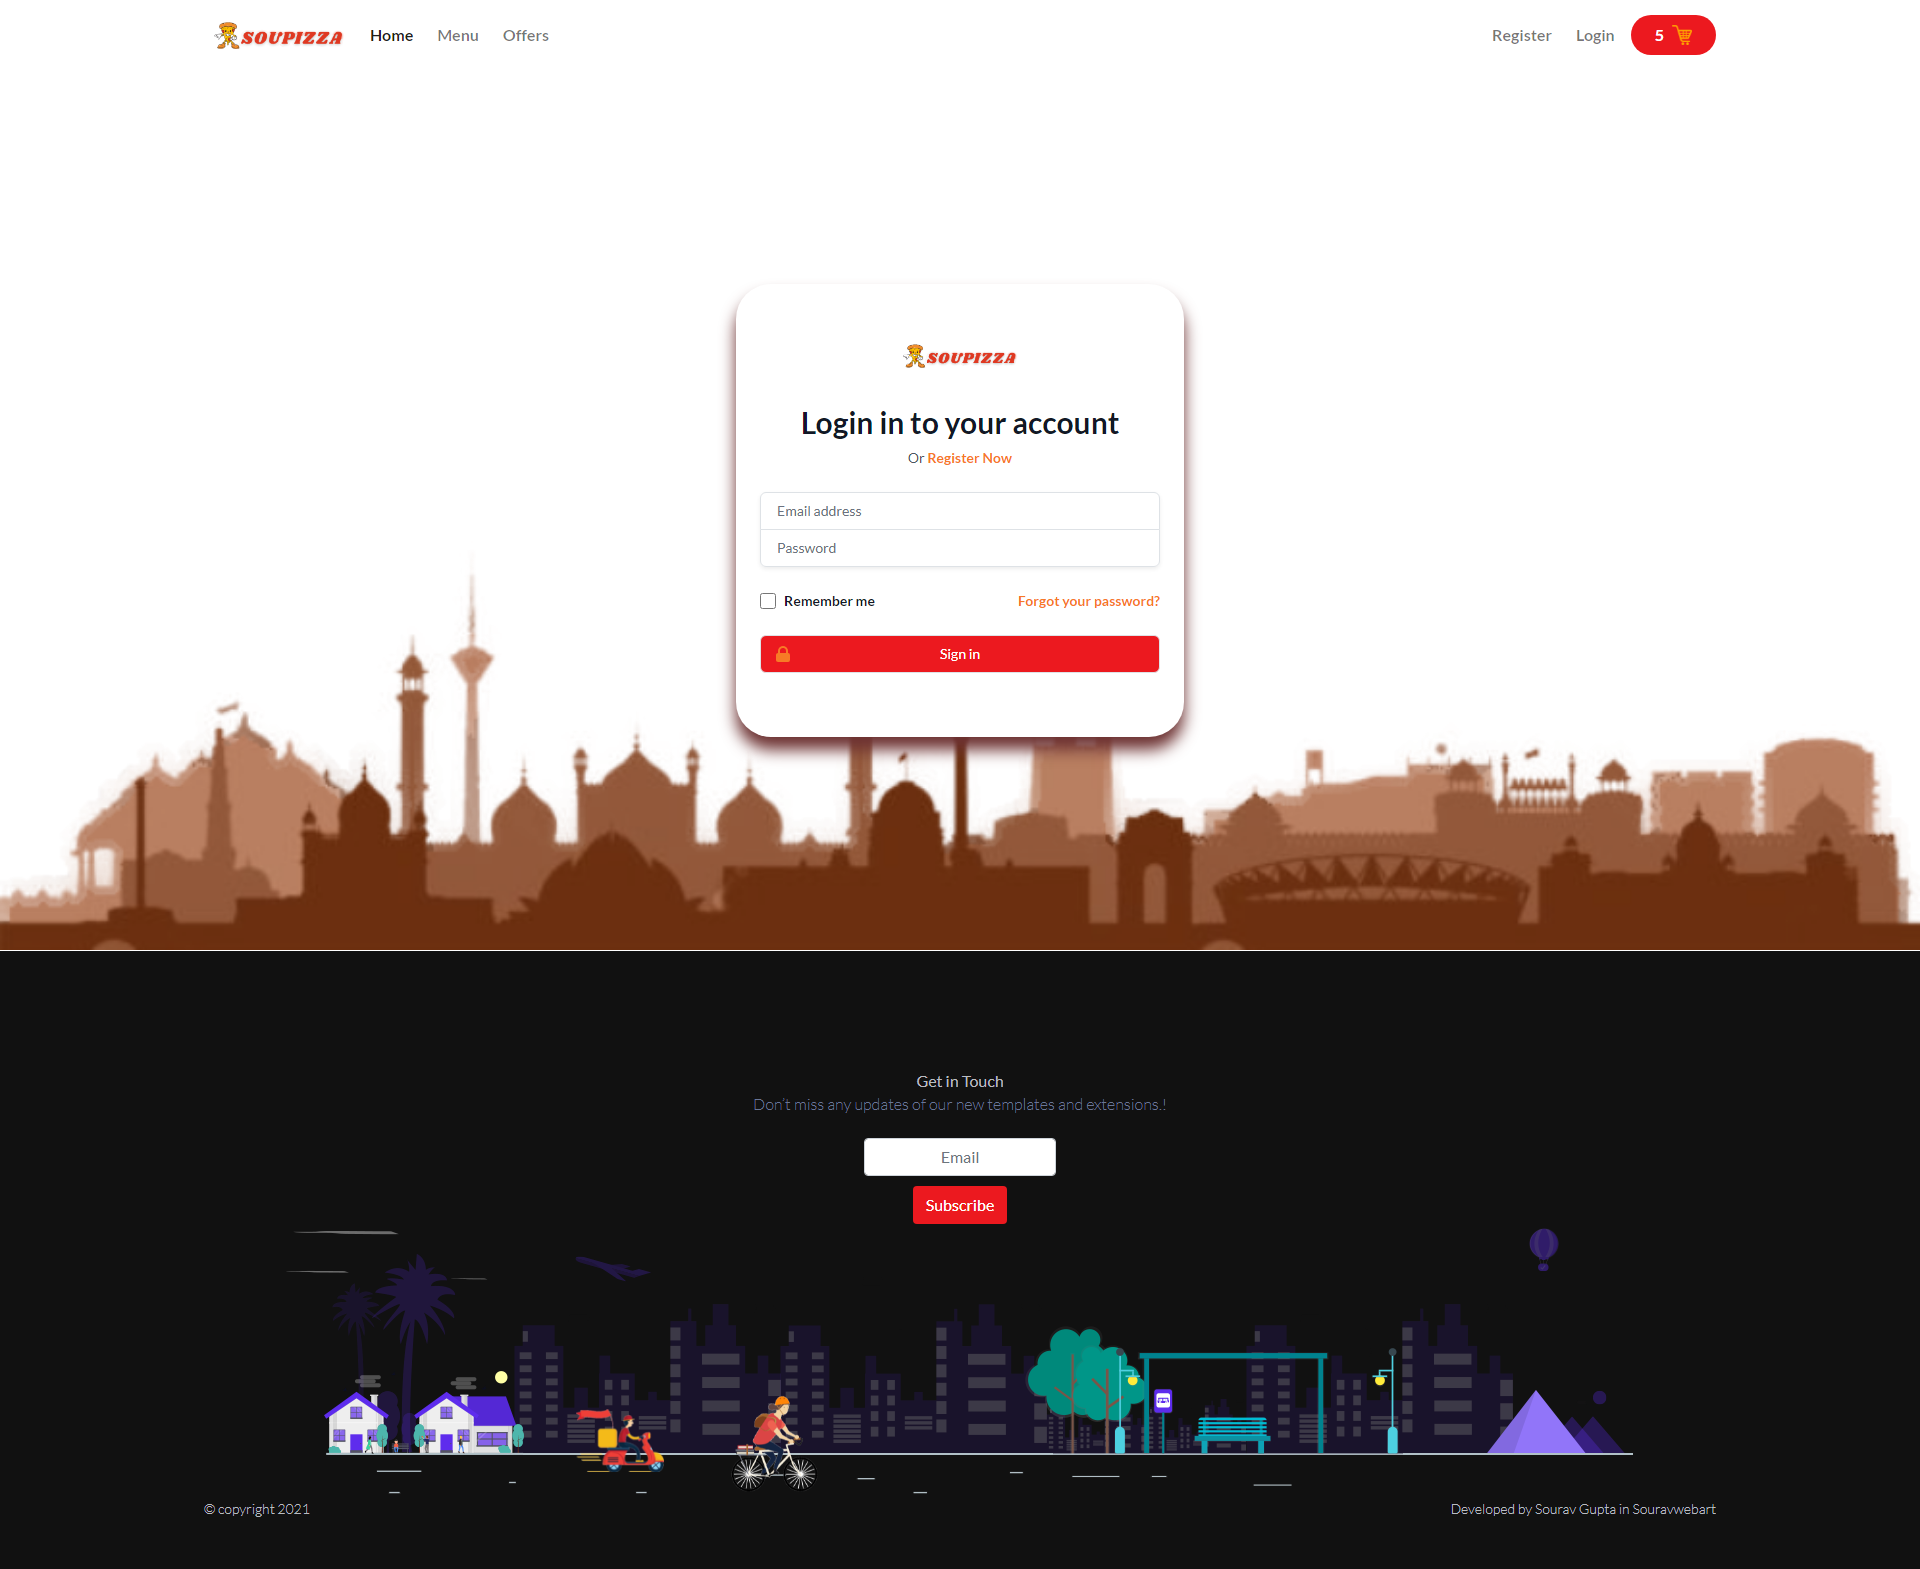 SOUPIZZA Home Menu Offers Register Login 5
SOUPIZZA
Login in to your account
Or Register Now
Email address
Password
Remember me Forgot your password?
Sign in
Get in Touch
Don't miss any updates of our new templates and extensions.!
Email
Subscribe
© copyright 2021 Developed by Sourav Gupta in Souravwebart